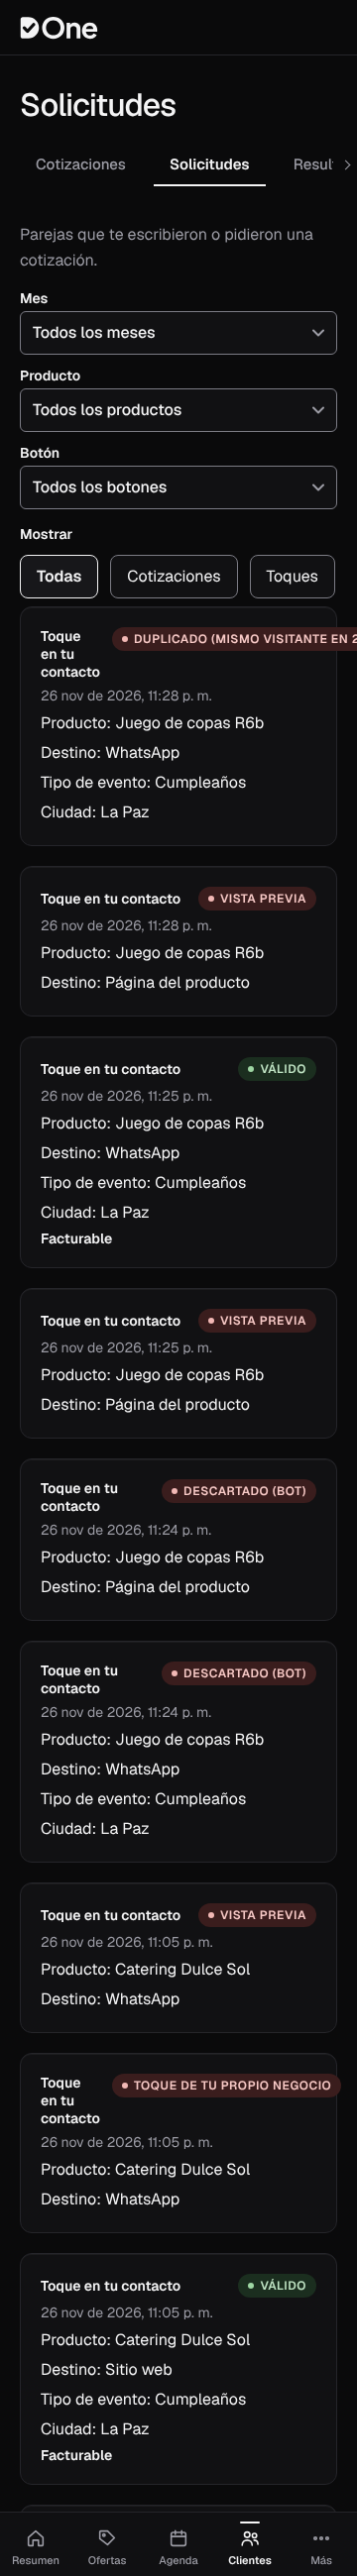 One
Solicitudes
Cotizaciones
Solicitudes
Resul
Parejas que te escribieron o pidieron una
cotización.
Mes
Todos los meses
Producto
Todos los productos
Botón
Todos los botones
Mostrar
Todas
Cotizaciones
Toques
Toque
en tu
contacto
DUPLICADO (MISMO VISITANTE EN 2
26 nov de 2026, 11:28 p. m.
Producto: Juego de copas R6b
Destino: WhatsApp
Tipo de evento: Cumpleaños
Ciudad: La Paz
Toque en tu contacto
VISTA PREVIA
26 nov de 2026, 11:28 p. m.
Producto: Juego de copas R6b
Destino: Página del producto
Toque en tu contacto
VÁLIDO
26 nov de 2026, 11:25 p. m.
Producto: Juego de copas R6b
Destino: WhatsApp
Tipo de evento: Cumpleaños
Ciudad: La Paz
Facturable
Toque en tu contacto
VISTA PREVIA
26 nov de 2026, 11:25 p. m.
Producto: Juego de copas R6b
Destino: Página del producto
Toque en tu
contacto
DESCARTADO (BOT)
26 nov de 2026, 11:24 p. m.
Producto: Juego de copas R6b
Destino: Página del producto
Toque en tu
contacto
DESCARTADO (BOT)
26 nov de 2026, 11:24 p. m.
Producto: Juego de copas R6b
Destino: WhatsApp
Tipo de evento: Cumpleaños
Ciudad: La Paz
Toque en tu contacto
VISTA PREVIA
26 nov de 2026, 11:05 p. m.
Producto: Catering Dulce Sol
Destino: WhatsApp
Toque
en tu
contacto
TOQUE DE TU PROPIO NEGOCIO
26 nov de 2026, 11:05 p. m.
Producto: Catering Dulce Sol
Destino: WhatsApp
Toque en tu contacto
VÁLIDO
26 nov de 2026, 11:05 p. m.
Producto: Catering Dulce Sol
Destino: Sitio web
Tipo de evento: Cumpleaños
Ciudad: La Paz
Facturable
Resumen
Ofertas
Agenda
Clientes
Más